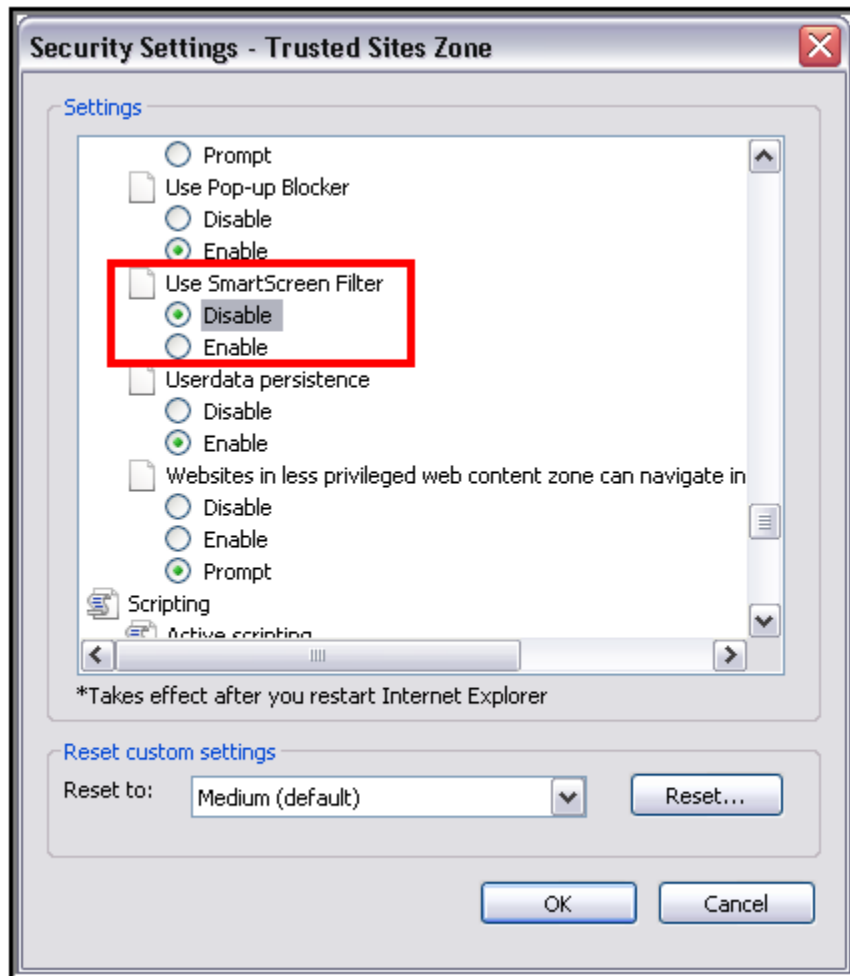 Security Settings - Trusted Sites Zone
Settings
Prompt
Use Pop-up Blocker
Disable
Enable
Use SmartScreen Filter
Disable
Enable
Userdata persistence
Disable
Enable
Websites in less privileged web content zone can navigate in
Disable
Enable
Prompt
Scripting
Active scripting
*Takes effect after you restart Internet Explorer
Reset custom settings
Reset to: Medium (default) Reset...
OK Cancel